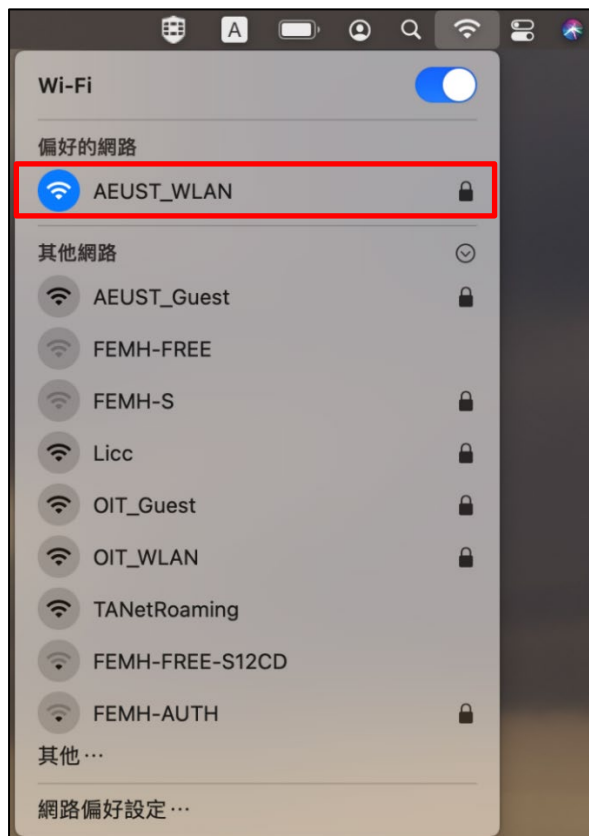 A
Wi-Fi
偏好的網路
AEUST_WLAN
其他網路
AEUST_Guest
FEMH-FREE
FEMH-S
Licc
OIT_Guest
OIT_WLAN
TANetRoaming
FEMH-FREE-S12CD
FEMH-AUTH
其他⋯
網路偏好設定⋯